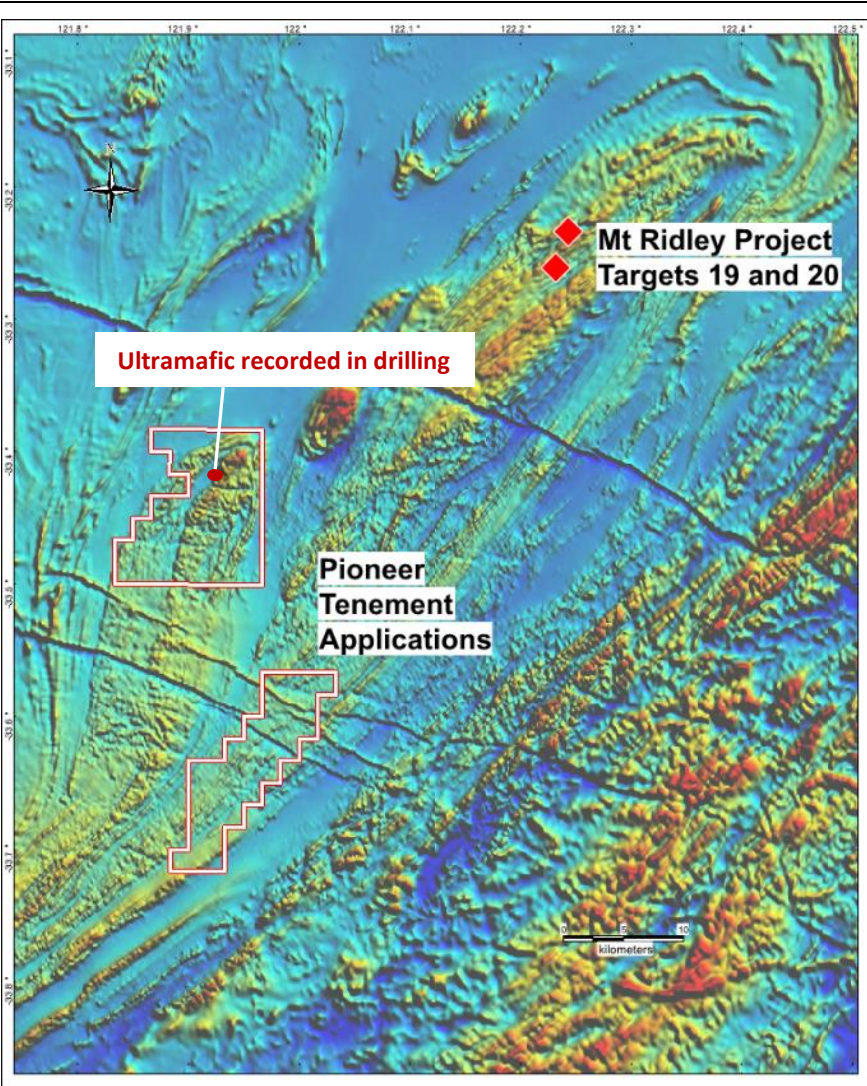 121.8 °
121.9 °
122 °
122.1 °
122.2 °
122.3 °
122.4 °
122.5 °
-33.1 °
N
-33.2 °
Mt Ridley Project
Targets 19 and 20
-33.3 °
Ultramafic recorded in drilling
-33.4 °
-33.5 °
Pioneer
Tenement
Applications
-33.6 °
-33.7 °
0 5 10
kilometers
-33.8 °